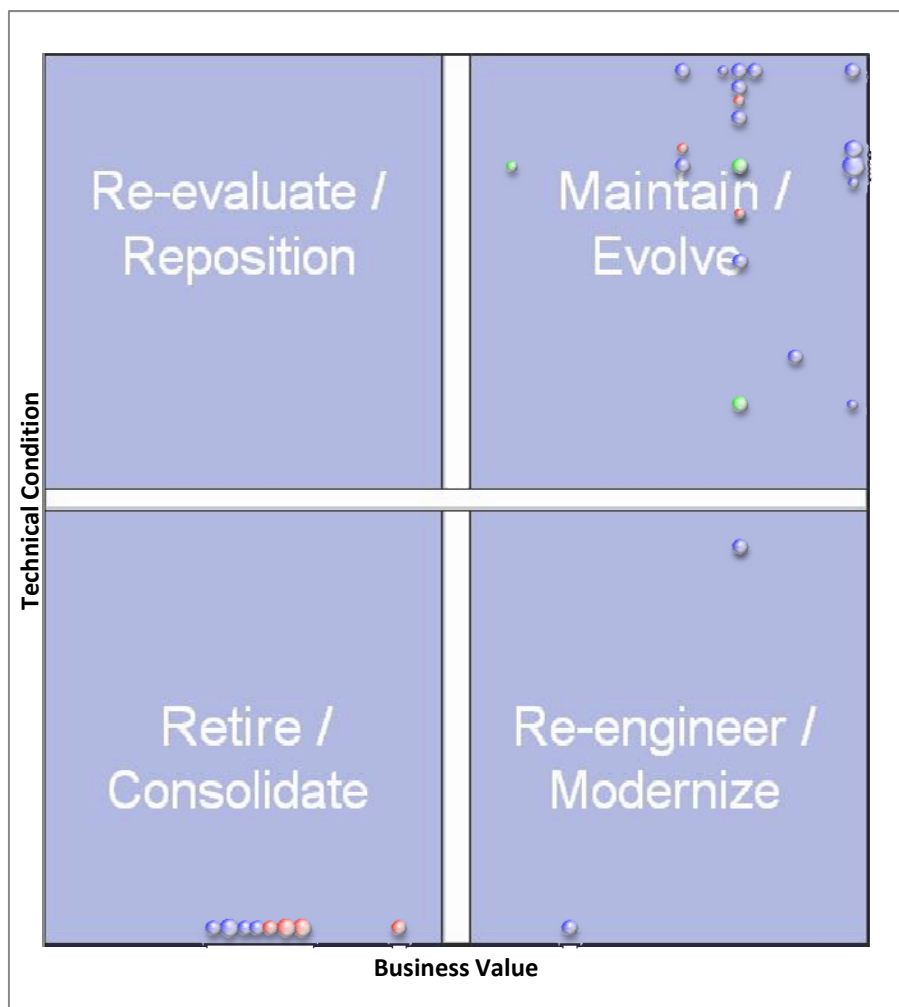 Re-evaluate /
Reposition
Maintain /
Evolve
Technical Condition
Retire /
Consolidate
Re-engineer /
Modernize
Business Value